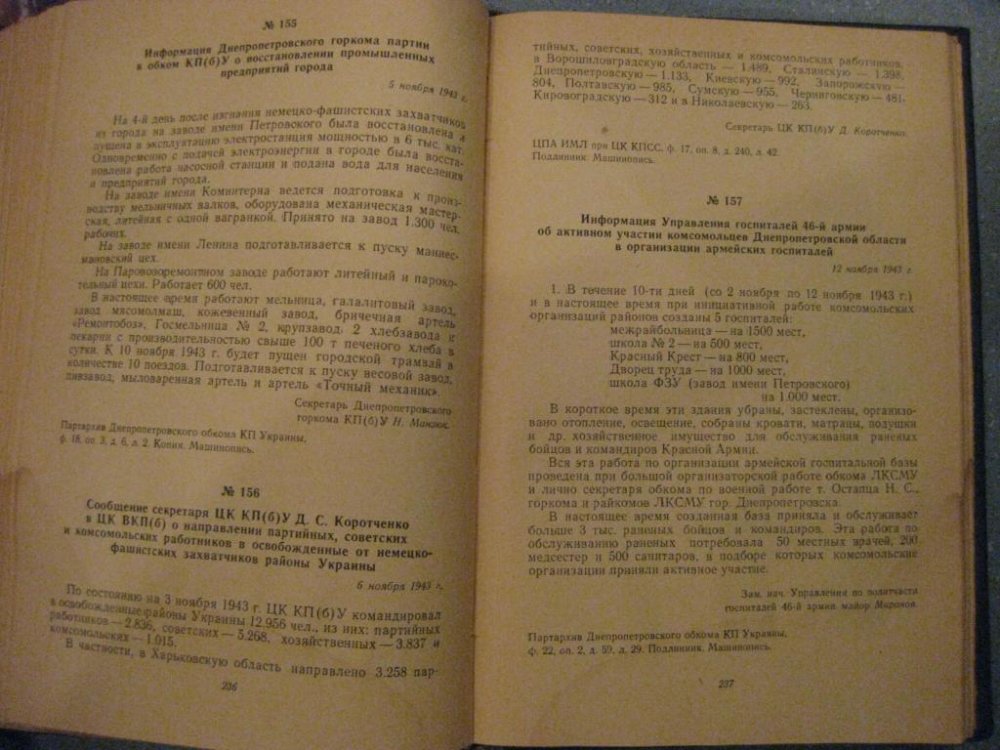 № 155
Информация Днепропетровского горкома партии
в обком КП(б)У о восстановлении промышленных
предприятий города
5 ноября 1943 г.
На 4-й день после изгнания немецко-фашистских захватчиков
из города на заводе имени Петровского была восстановлена и
пущена в эксплуатацию электростанция мощностью в 6 тыс. квт.
Одновременно с подачей электроэнергии в городе была восста-
новлена работа насосной станции и подана вода для населения
и предприятий города.
На заводе имени Коминтерна ведется подготовка к произ-
водству мельничных валков, оборудована механическая мастер-
ская, литейная с одной вагранкой. Принято на завод 1.300 чел.
рабочих.
На заводе имени Ленина подготавливается к пуску маннес-
мановский цех.
На Паровозоремонтном заводе работают литейный и пароко-
тельный цехи. Работает 600 чел.
В настоящее время работают мельница, галалитовый завод,
завод мясомолмаш, кожевенный завод, бричечная артель
«Ремонтобоз», Госмельница № 2, крупзавод, 2 хлебзавода и
пекарни с производительностью свыше 100 т печеного хлеба в
сутки. К 10 ноября 1943 г. будет пущен городской трамвай в
количестве 10 поездов. Подготавливается к пуску весовой завод,
пивзавод, мыловаренная артель и артель «Точный механик».
Секретарь Днепропетровского
горкома КП(б)У Н. Манзюк.
Партархив Днепропетровского обкома КП Украины,
ф. 18, оп. 3, д. 6, л. 2. Копия. Машинопись.
№ 156
Сообщение секретаря ЦК КП(б)У Д. С. Коротченко
в ЦК ВКП(б) о направлении партийных, советских
и комсомольских работников в освобожденные от немецко-
фашистских захватчиков районы Украины
6 ноября 1943 г.
По состоянию на 3 ноября 1943 г. ЦК КП(б)У командировал
в освобожденные районы Украины 12.956 чел., из них: партийных
работников — 2.836, советских — 5.268, хозяйственных — 3.837 и
комсомольских — 1.015.
В частности, в Харьковскую область направлено 3.258 пар-
236
тийных, советских, хозяйственных и комсомольских работников,
в Ворошиловградскую область — 1.489, Сталинскую — 1.398,
Днепропетровскую — 1.133, Киевскую — 992, Запорожскую —
804, Полтавскую — 985, Сумскую — 955, Черниговскую — 481,
Кировоградскую — 312 и в Николаевскую — 263.
Секретарь ЦК КП(б)У Д. Коротченко.
ЦПА ИМЛ при ЦК КПСС, ф. 17, оп. 8, д. 240, л. 42.
Подлинник. Машинопись.
№ 157
Информация Управления госпиталей 46-й армии
об активном участии комсомольцев Днепропетровской области
в организации армейских госпиталей
12 ноября 1943 г.
1. В течение 10-ти дней (со 2 ноября по 12 ноября 1943 г.)
и в настоящее время при инициативной работе комсомольских
организаций районов созданы 5 госпиталей:
межрайбольница — на 1500 мест,
школа № 2 — на 500 мест,
Красный Крест — на 800 мест,
Дворец труда — на 1000 мест,
школа ФЗУ (завод имени Петровского)
на 1.000 мест.
В короткое время эти здания убраны, застеклены, организо-
вано отопление, освещение, собраны кровати, матрацы, подушки
и др. хозяйственное имущество для обслуживания раненых
бойцов и командиров Красной Армии.
Вся эта работа по организации армейской госпитальной базы
проведена при большой организаторской работе обкома ЛКСМУ
и лично секретаря обкома по военной работе т. Остапца Н. С.,
горкома и райкомов ЛКСМУ гор. Днепропетровска.
В настоящее время созданная база приняла и обслуживает
больше 3 тыс. раненых бойцов и командиров. Эта работа по
обслуживанию раненых потребовала 50 местных врачей, 200
медсестер и 500 санитаров, в подборе которых комсомольские
организации приняли активное участие.
Зам. нач. Управления по политчасти
госпиталей 46-й армии майор Миронов.
Партархив Днепропетровского обкома КП Украины,
ф. 22, оп. 2, д. 59, л. 29. Подлинник. Машинопись.
237